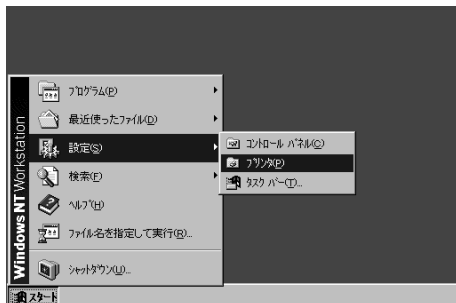 Windows NT Workstation
ﾌﾟﾛｸﾞﾗﾑ(P)
最近使ったﾌｧｲﾙ(D)
設定(S)
検索(F)
ﾍﾙﾌﾟ(H)
ﾌｧｲﾙ名を指定して実行(R)...
ｼｬｯﾄﾀﾞｳﾝ(U)...
ｺﾝﾄﾛｰﾙ ﾊﾟﾈﾙ(C)
ﾌﾟﾘﾝﾀ(P)
ﾀｽｸ ﾊﾞｰ(T)...
ｽﾀｰﾄ